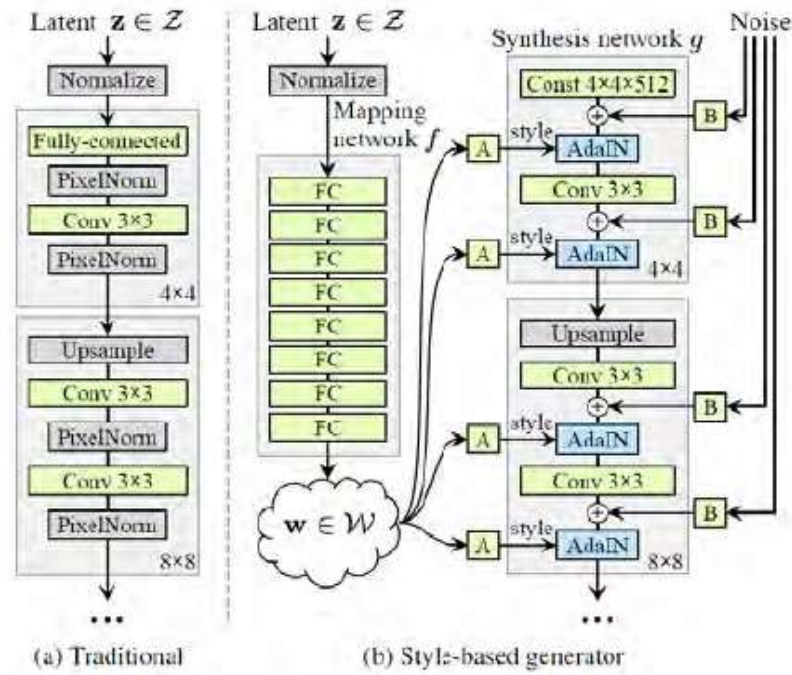 Latent z ∈ Z
Normalize
Fully-connected
PixelNorm
Conv 3×3
PixelNorm
4×4
Upsample
Conv 3×3
PixelNorm
Conv 3×3
PixelNorm
8×8
...
(a) Traditional
Latent z ∈ Z
Normalize
Mapping
network f
FC
FC
FC
FC
FC
FC
FC
FC
w ∈ W
A
A
A
A
style
style
style
style
Synthesis network g
Const 4×4×512
AdaIN
Conv 3×3
AdaIN
4×4
Upsample
Conv 3×3
AdaIN
Conv 3×3
AdaIN
8×8
...
Noise
B
B
B
B
(b) Style-based generator